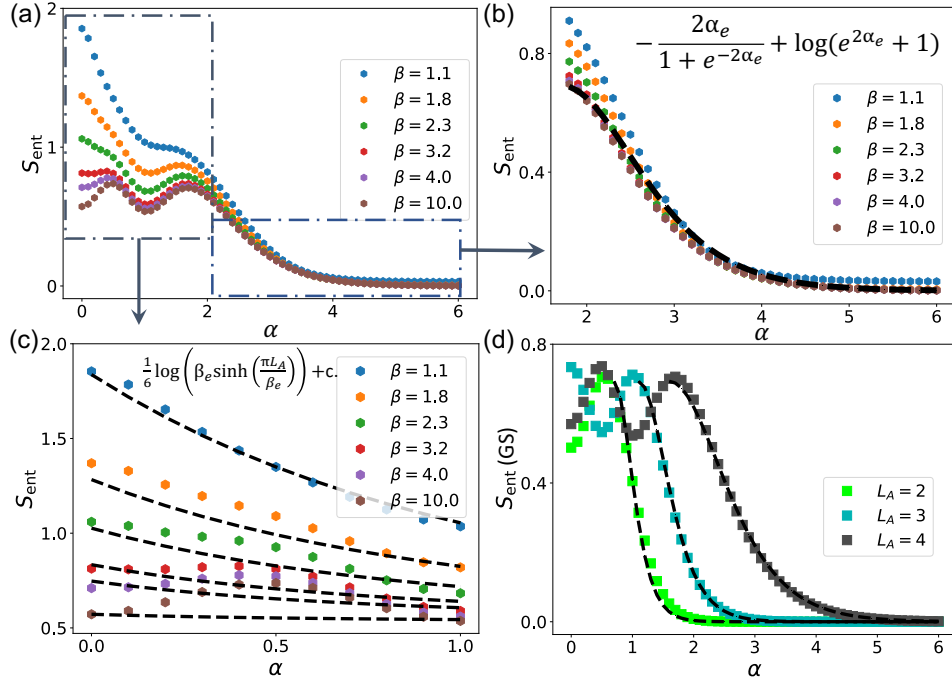 (a)
2
1
0
S_ent
0
2
4
6
α
β = 1.1
β = 1.8
β = 2.3
β = 3.2
β = 4.0
β = 10.0
(b)
0.8
0.4
0.0
S_ent
2
3
4
5
6
α
-\frac{2α_e}{1 + e^{-2α_e}} + log(e^{2α_e} + 1)
β = 1.1
β = 1.8
β = 2.3
β = 3.2
β = 4.0
β = 10.0
(c)
2.0
1.5
1.0
0.5
S_ent
0.0
0.5
1.0
α
\frac{1}{6} log(β_e sinh(\frac{πL_A}{β_e})) + c.
β = 1.1
β = 1.8
β = 2.3
β = 3.2
β = 4.0
β = 10.0
(d)
0.8
0.4
0.0
S_ent (GS)
0
1
2
3
4
5
6
α
L_A = 2
L_A = 3
L_A = 4